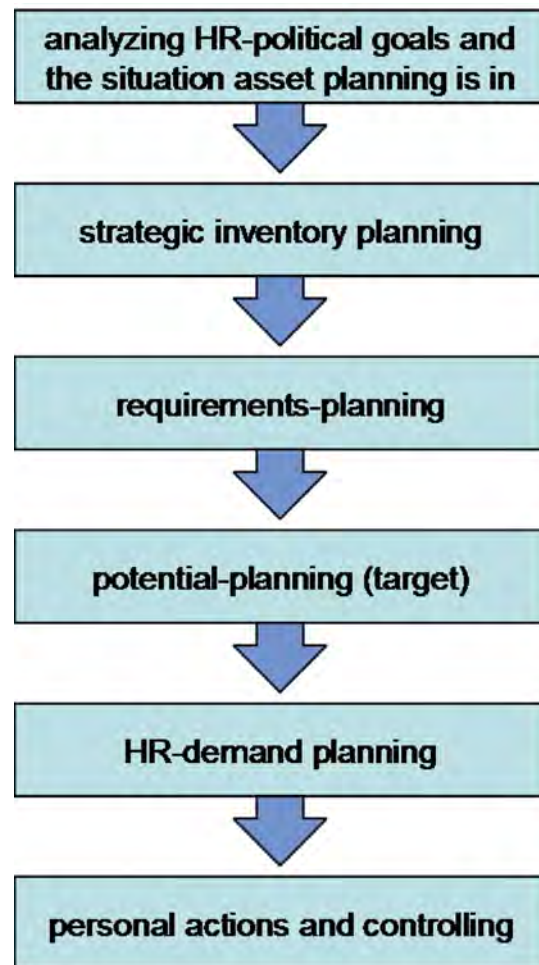 analyzing HR-political goals and
the situation asset planning is in
strategic inventory planning
requirements-planning
potential-planning (target)
HR-demand planning
personal actions and controlling